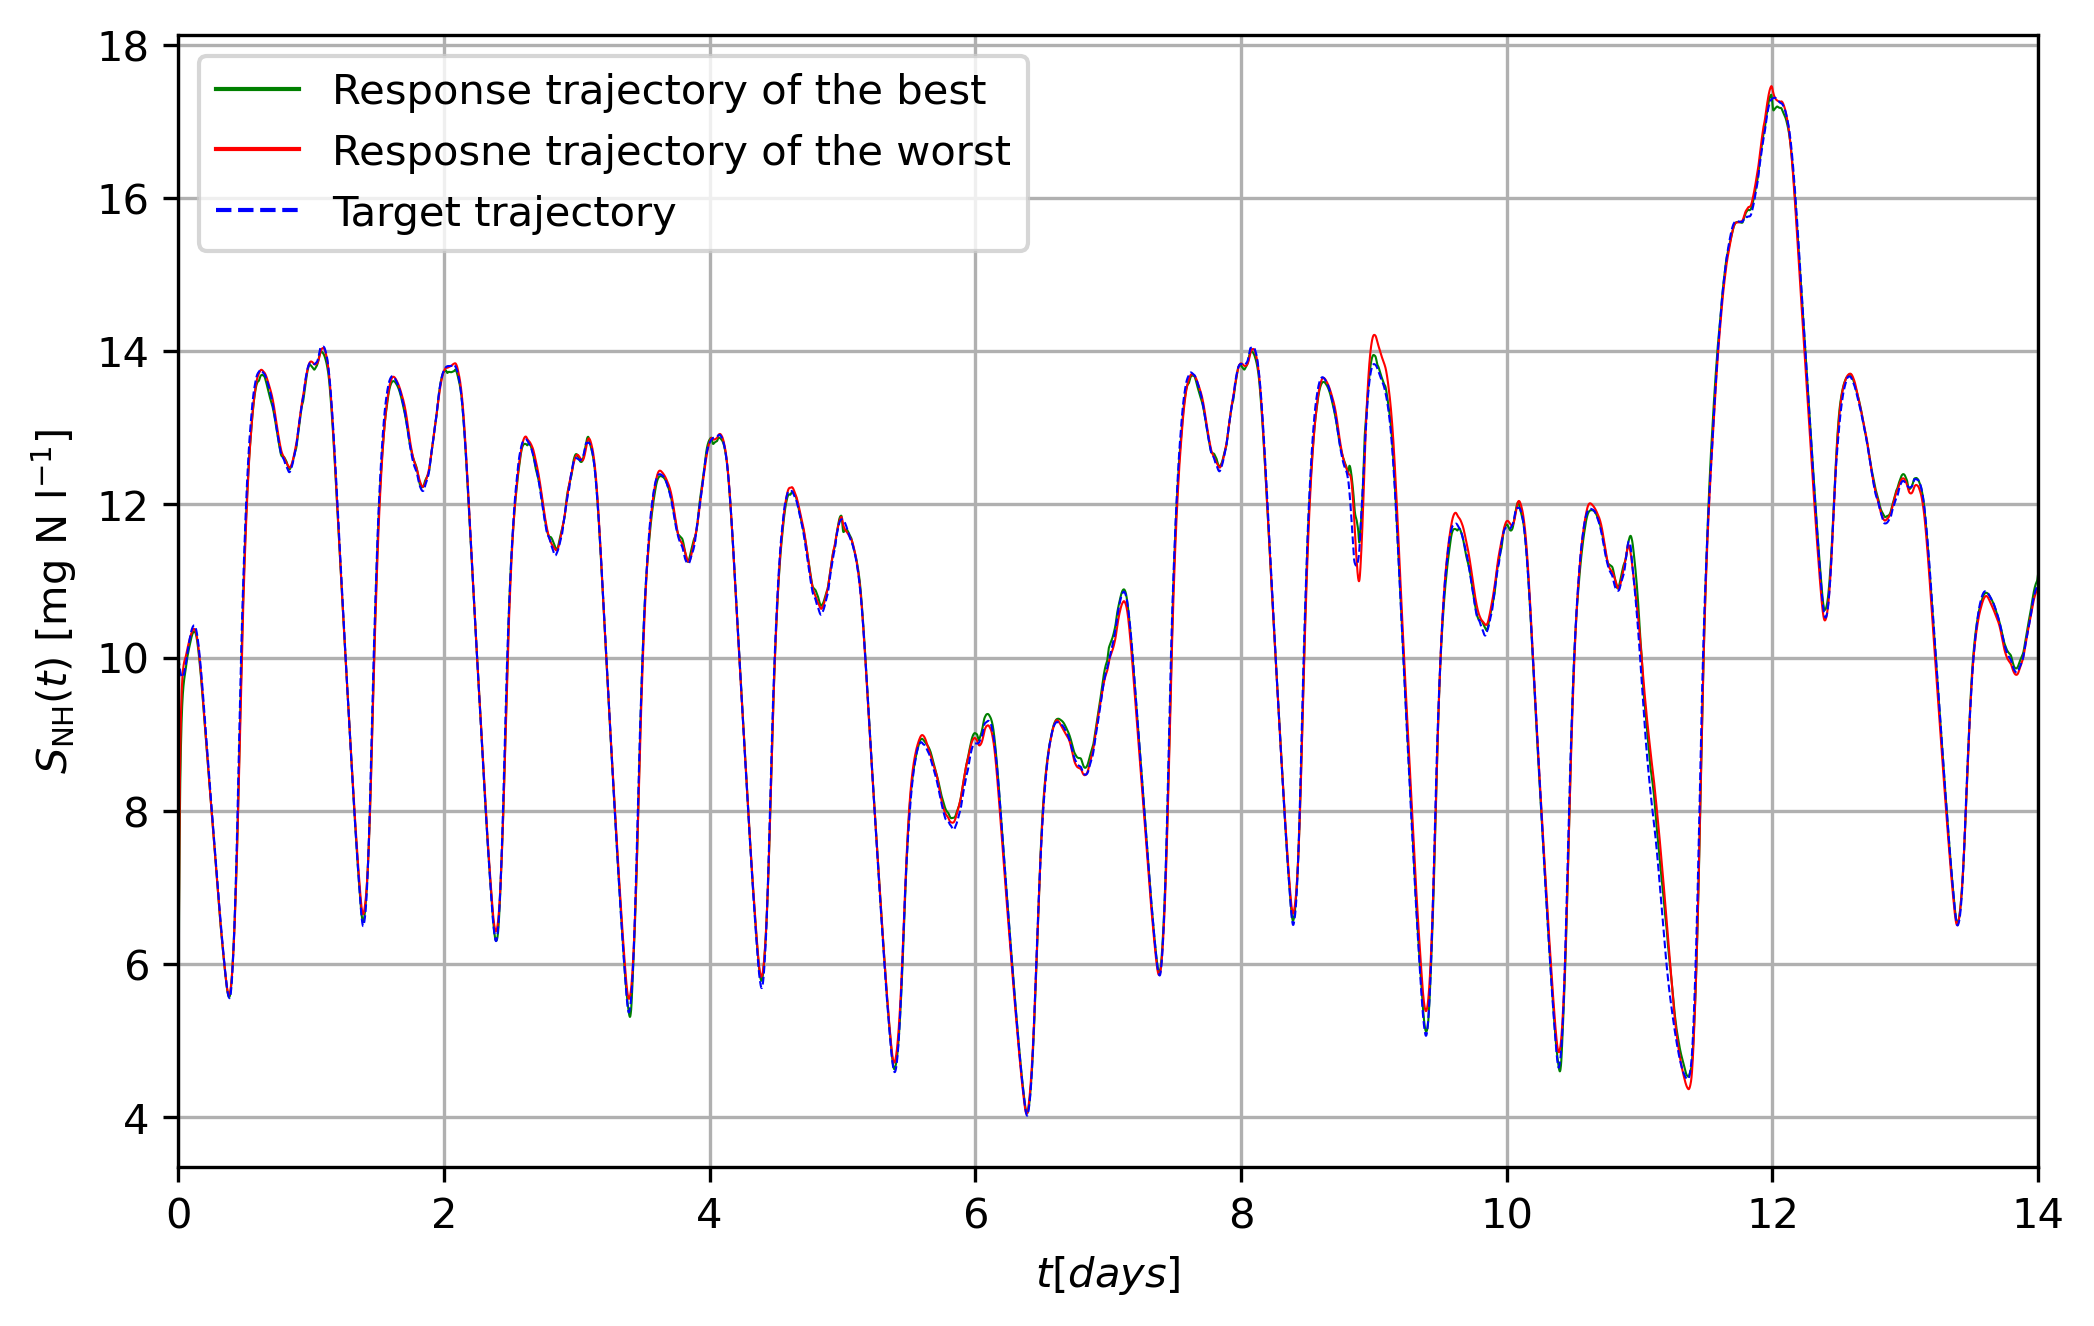 18
16
14
12
10
8
6
4
S_NH(t) [mg N l⁻¹]
Response trajectory of the best
Resposne trajectory of the worst
Target trajectory
0 2 4 6 8 10 12 14
t[days]